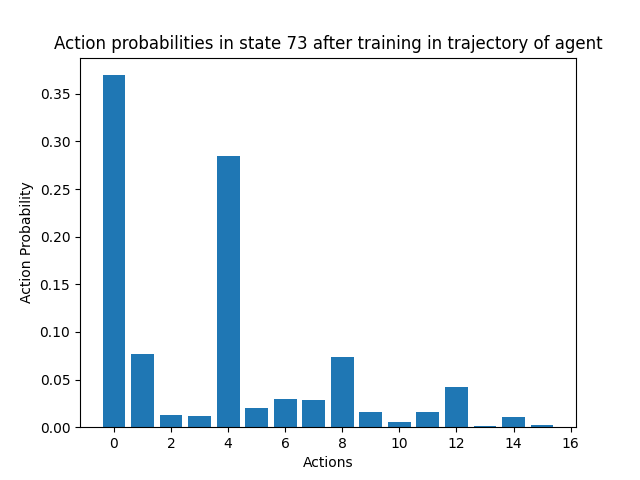 Action probabilities in state 73 after training in trajectory of agent
Action Probability
0.35
0.30
0.25
0.20
0.15
0.10
0.05
0.00
0 2 4 6 8 10 12 14 16
Actions